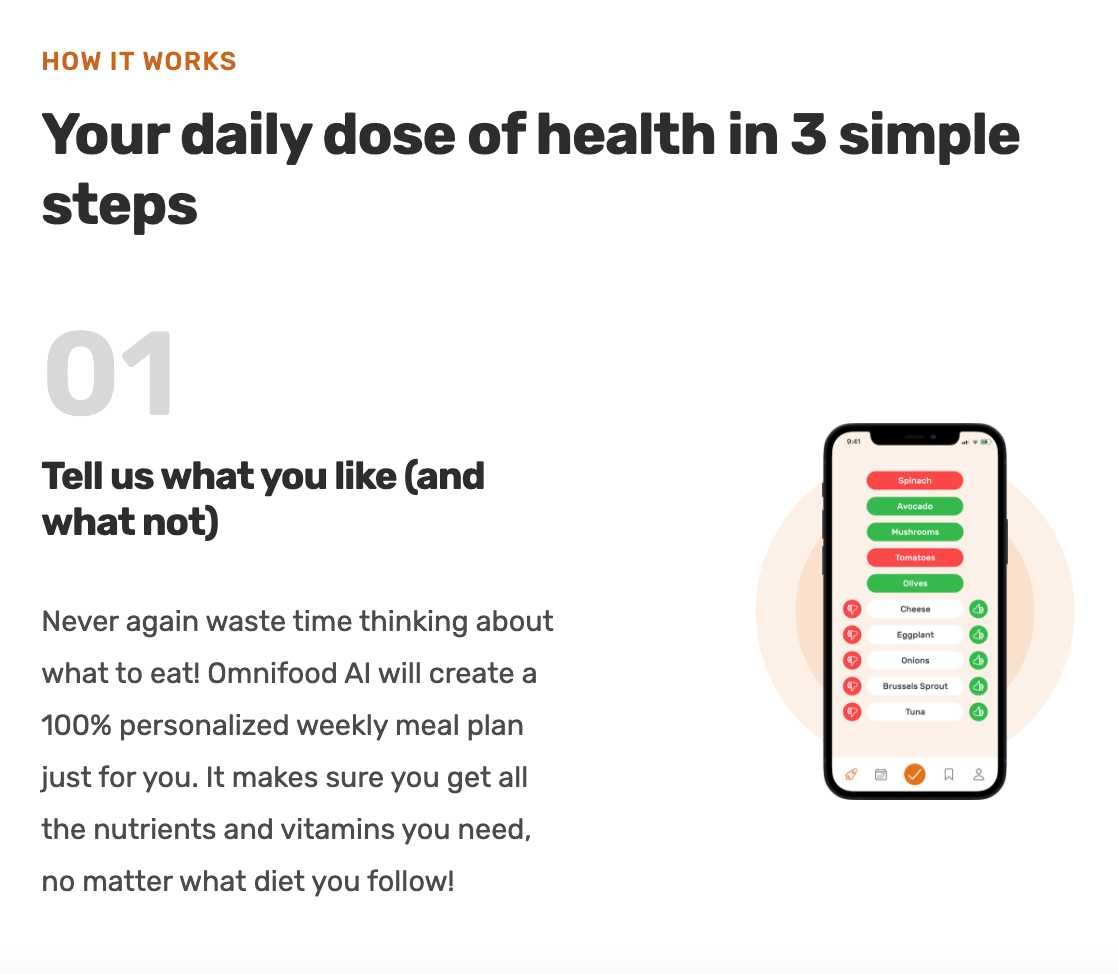 HOW IT WORKS
Your daily dose of health in 3 simple
steps
01
Tell us what you like (and
what not)
Never again waste time thinking about
what to eat! Omnifood AI will create a
100% personalized weekly meal plan
just for you. It makes sure you get all
the nutrients and vitamins you need,
no matter what diet you follow!
9:41
Spinach
Avocado
Mushrooms
Tomatoes
Olives
Cheese
Eggplant
Onions
Brussels Sprout
Tuna